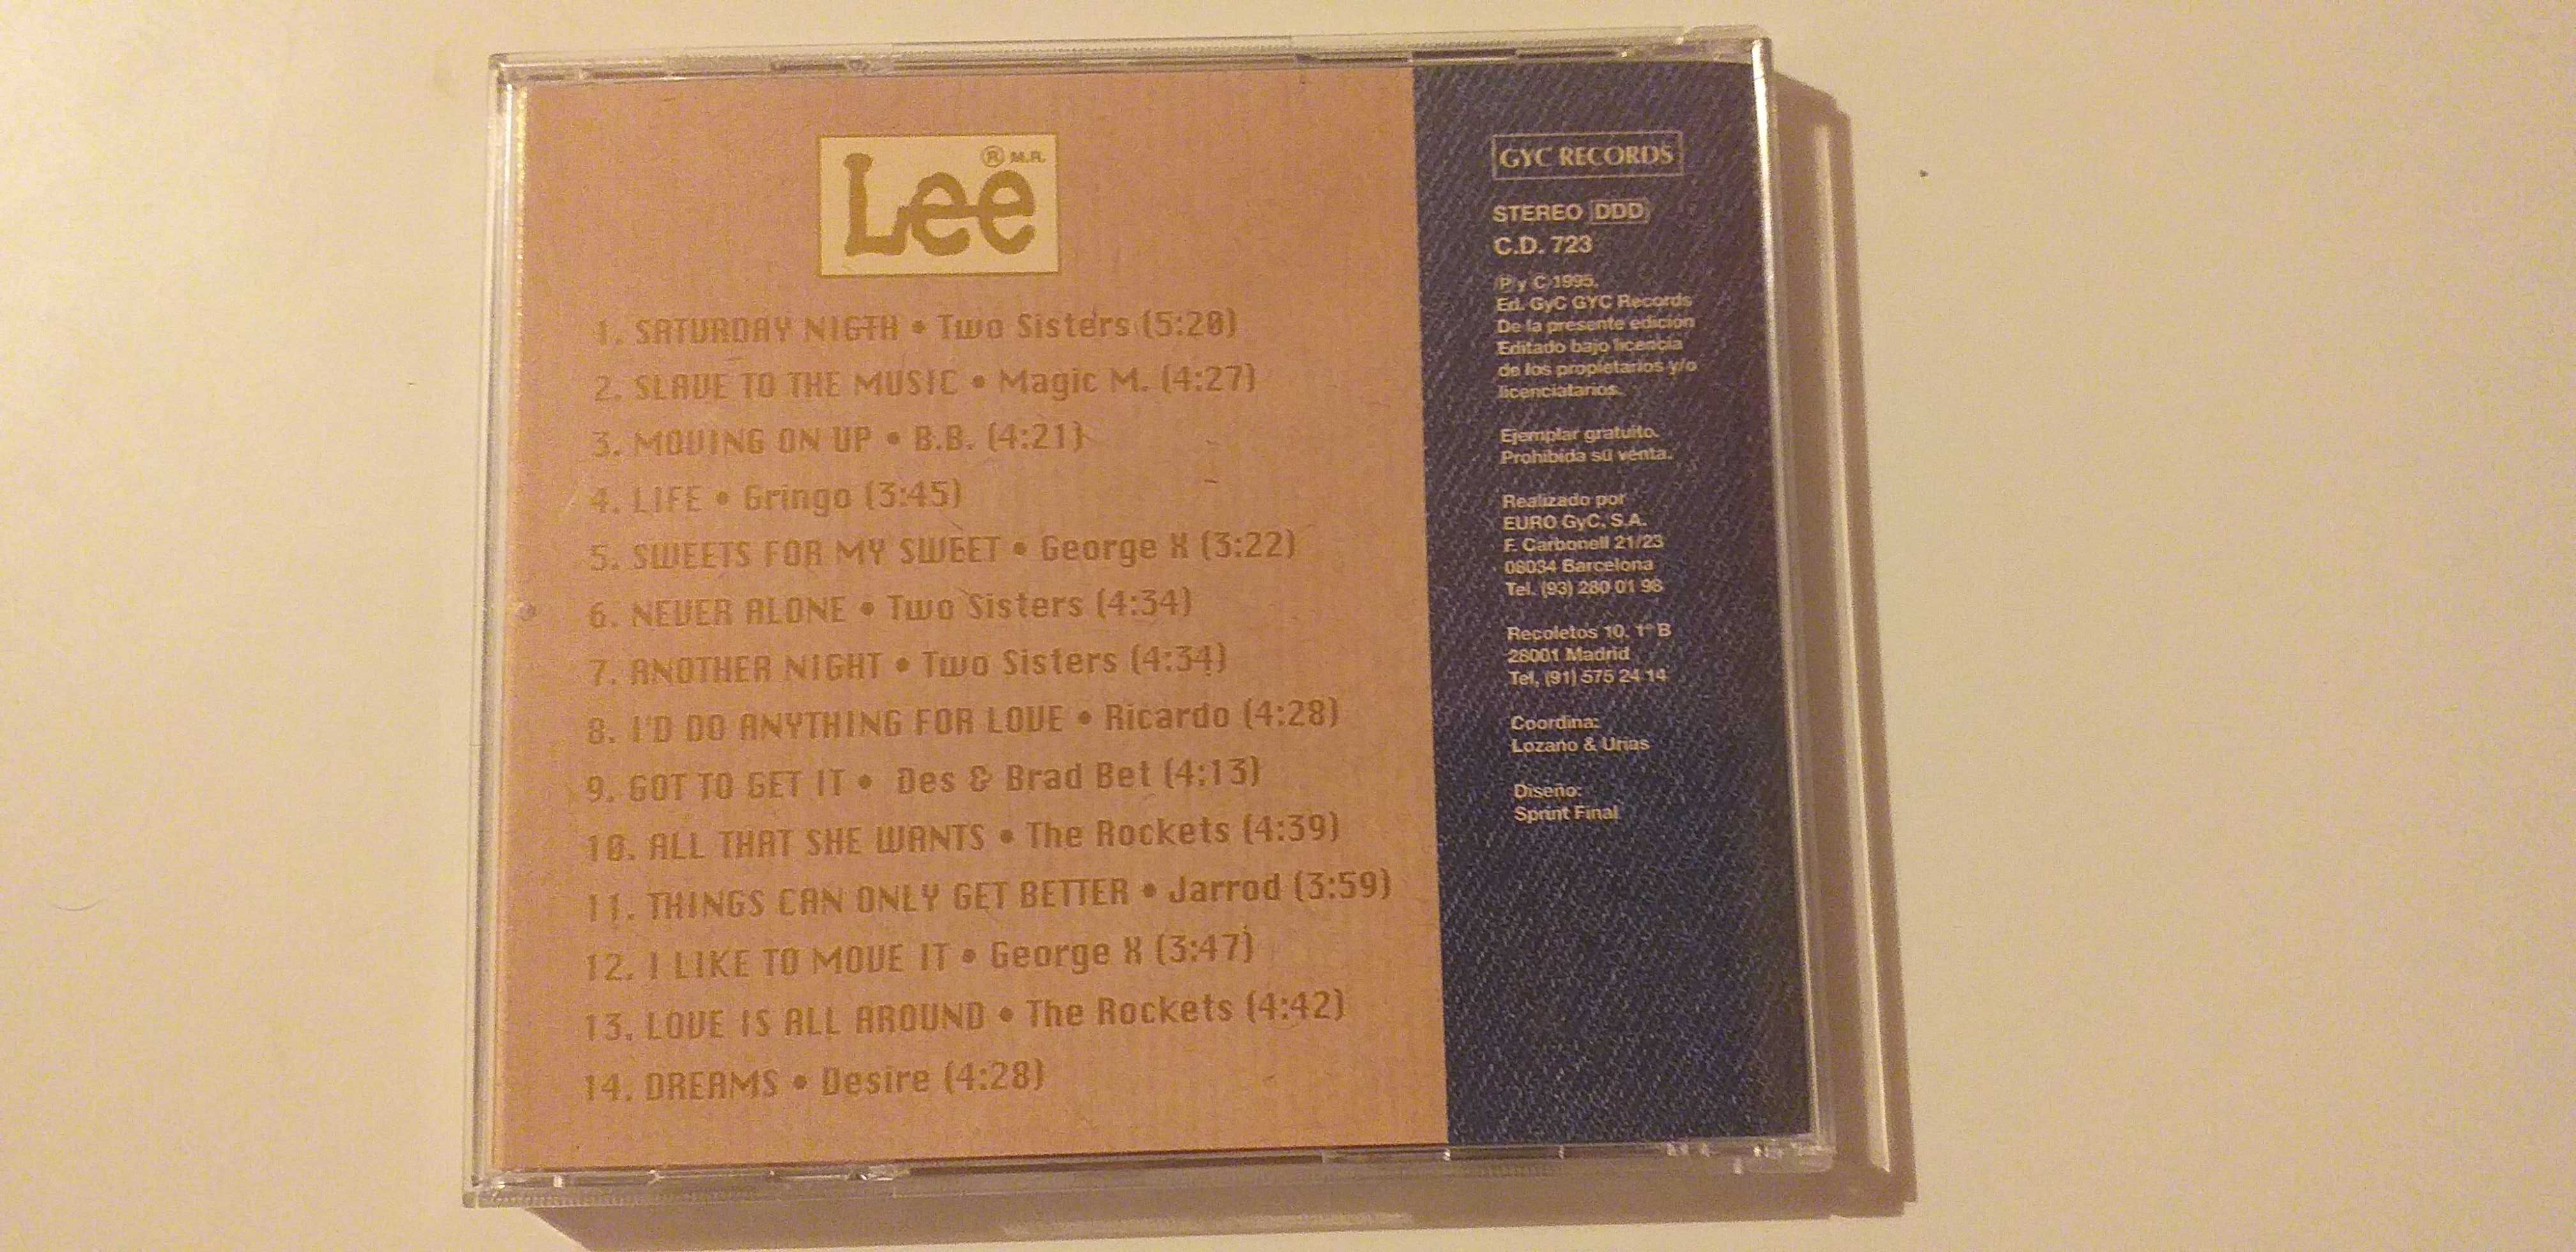 Lee ® M.R.
1. SATURDAY NIGTH • Two Sisters (5:20)
2. SLAVE TO THE MUSIC • Magic M. (4:27)
3. MOVING ON UP • B.B. (4:21)
4. LIFE • Gringo (3:45)
5. SWEETS FOR MY SWEET • George X (3:22)
6. NEVER ALONE • Two Sisters (4:34)
7. ANOTHER NIGHT • Two Sisters (4:34)
8. I'D DO ANYTHING FOR LOVE • Ricardo (4:28)
9. GOT TO GET IT • Des & Brad Bet (4:13)
10. ALL THAT SHE WANTS • The Rockets (4:39)
11. THINGS CAN ONLY GET BETTER • Jarrod (3:59)
12. I LIKE TO MOVE IT • George X (3:47)
13. LOVE IS ALL AROUND • The Rockets (4:42)
14. DREAMS • Desire (4:28)
GYC RECORDS
STEREO DDD
C.D. 723
P y C 1995.
Ed. GyC GYC Records
De la presente edición
Editado bajo licencia
de los propietarios y/o
licenciatarios.
Ejemplar gratuito.
Prohibida su venta.
Realizado por
EURO GyC, S.A.
F. Carbonell 21/23
08034 Barcelona
Tel. (93) 280 01 98
Recoletos 10, 1º B
28001 Madrid
Tel. (91) 575 24 14
Coordina:
Lozano & Urias
Diseño:
Sprint Final